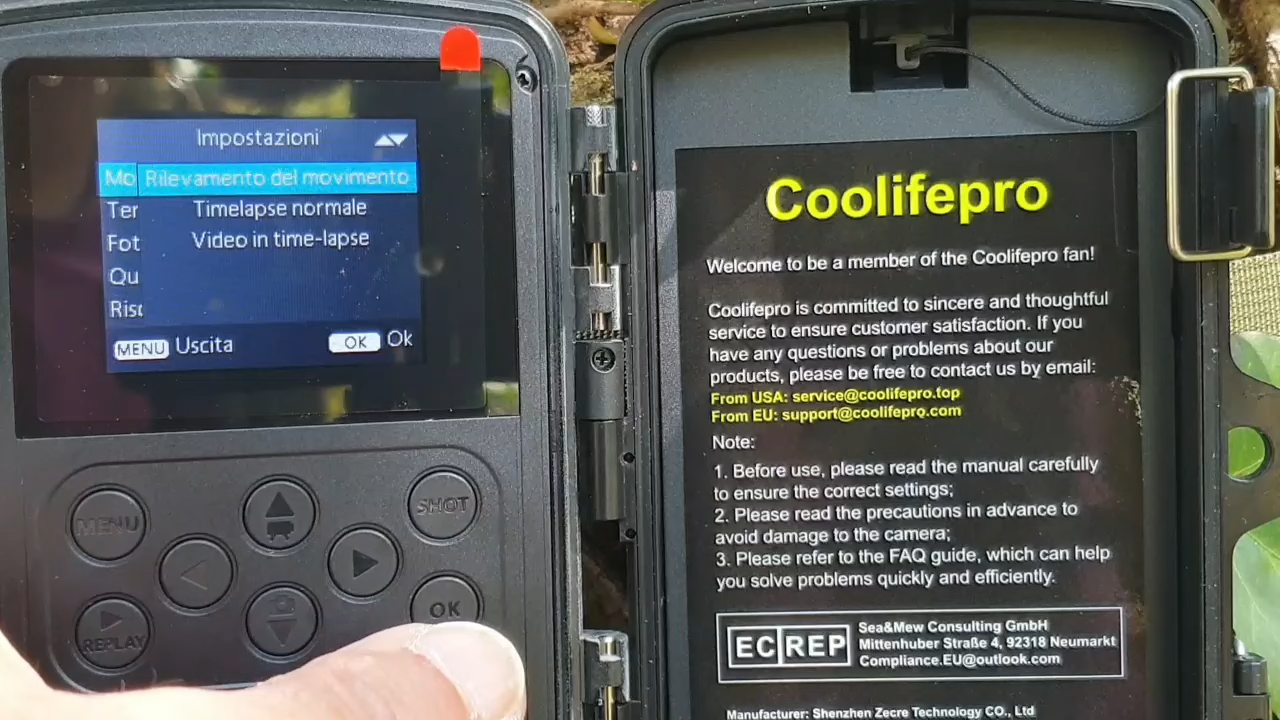 Impostazioni
Mo Rilevamento del movimento
Ter Timelapse normale
Fot Video in time-lapse
Qu
Riso
MENU Uscita OK Ok
MENU
SHOT
REPLAY
OK
Coolifepro
Welcome to be a member of the Coolifepro fan!
Coolifepro is committed to sincere and thoughtful
service to ensure customer satisfaction. If you
have any questions or problems about our
products, please be free to contact us by email:
From USA: service@coolifepro.top
From EU: support@coolifepro.com
Note:
1. Before use, please read the manual carefully
to ensure the correct settings;
2. Please read the precautions in advance to
avoid damage to the camera;
3. Please refer to the FAQ guide, which can help
you solve problems quickly and efficiently.
EC REP
Sea&Mew Consulting GmbH
Mittenhuber Straße 4, 92318 Neumarkt
Compliance.EU@outlook.com
Manufacturer: Shenzhen Zecre Technology CO., Ltd